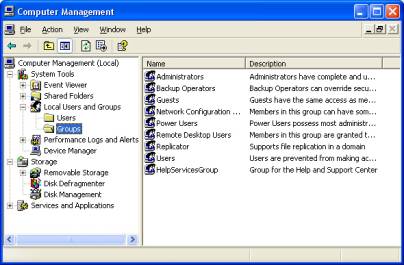 Computer Management
File Action View Window Help
Computer Management (Local)
System Tools
Event Viewer
Shared Folders
Local Users and Groups
Users
Groups
Performance Logs and Alerts
Device Manager
Storage
Removable Storage
Disk Defragmenter
Disk Management
Services and Applications
Name Description
Administrators Administrators have complete and u...
Backup Operators Backup Operators can override secu...
Guests Guests have the same access as me...
Network Configuration ... Members in this group can have som...
Power Users Power Users possess most administr...
Remote Desktop Users Members in this group are granted t...
Replicator Supports file replication in a domain
Users Users are prevented from making ac...
HelpServicesGroup Group for the Help and Support Center